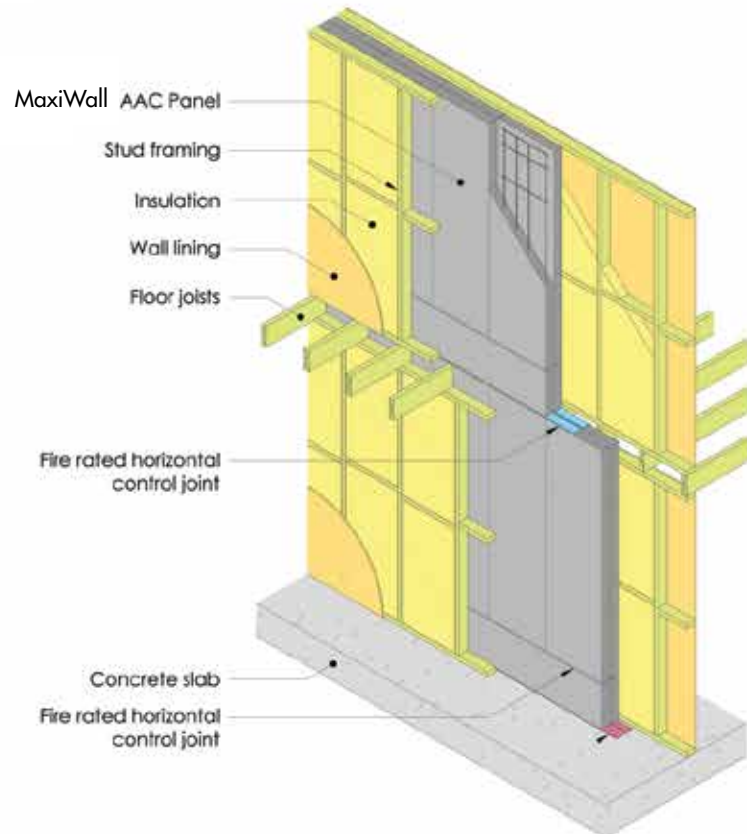 MaxiWall AAC Panel
Stud framing
Insulation
Wall lining
Floor joists
Fire rated horizontal
control joint
Concrete slab
Fire rated horizontal
control joint